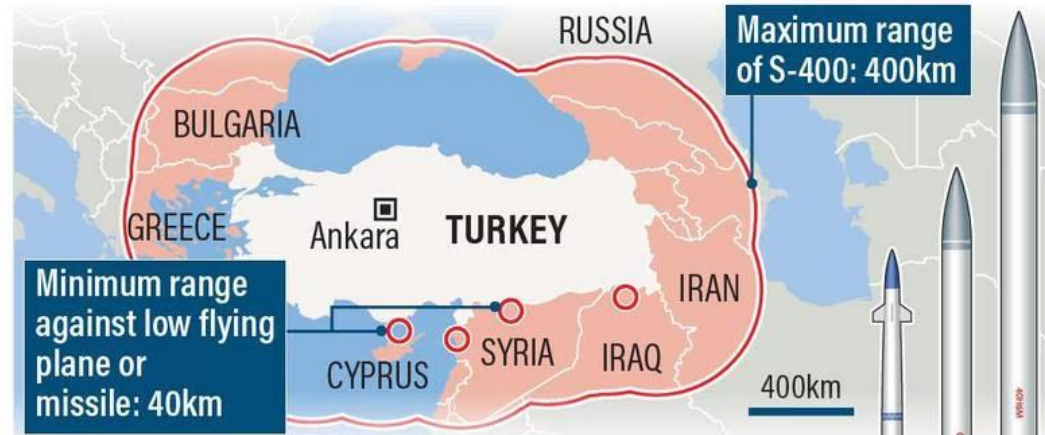 RUSSIA
Maximum range
of S-400: 400km
BULGARIA
GREECE
Ankara
TURKEY
Minimum range
against low flying
plane or
missile: 40km
CYPRUS
SYRIA
IRAQ
IRAN
400km
40H6M